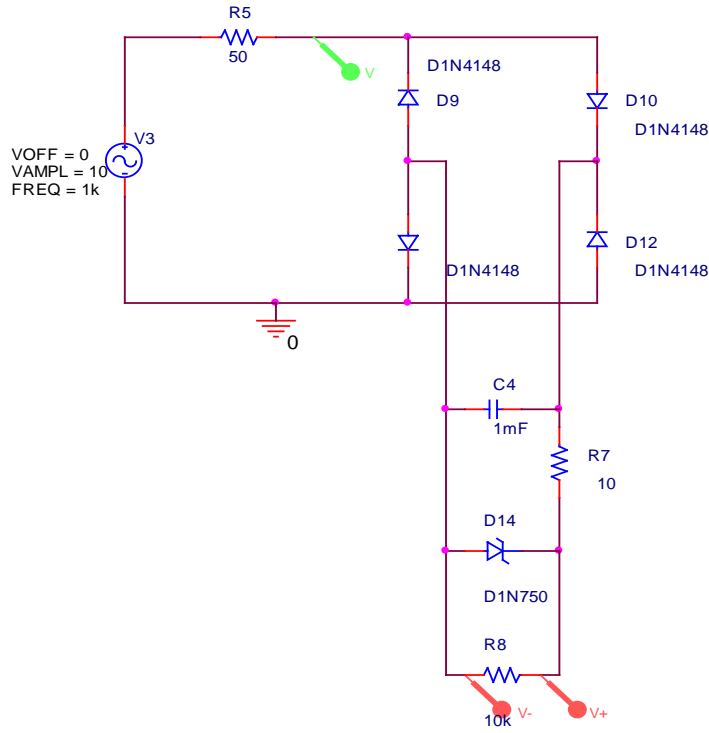 R5
50
V
D1N4148
D9
D10
D1N4148
V3
VOFF = 0
VAMPL = 10
FREQ = 1k
D12
D1N4148
D1N4148
0
C4
1mF
R7
10
D14
D1N750
R8
10k
V-
V+